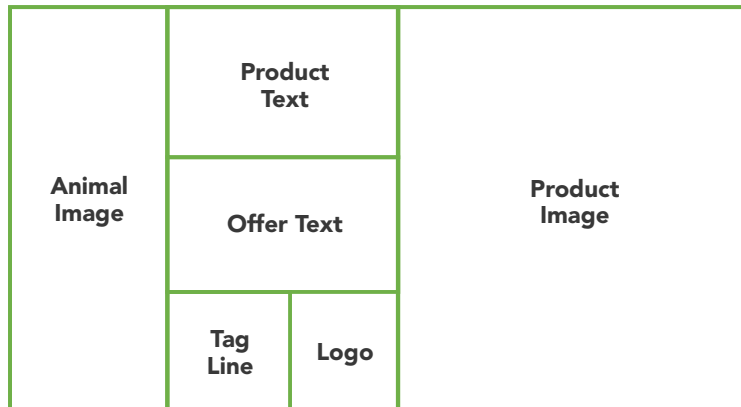 Animal
Image
Product
Text
Offer Text
Tag
Line
Logo
Product
Image